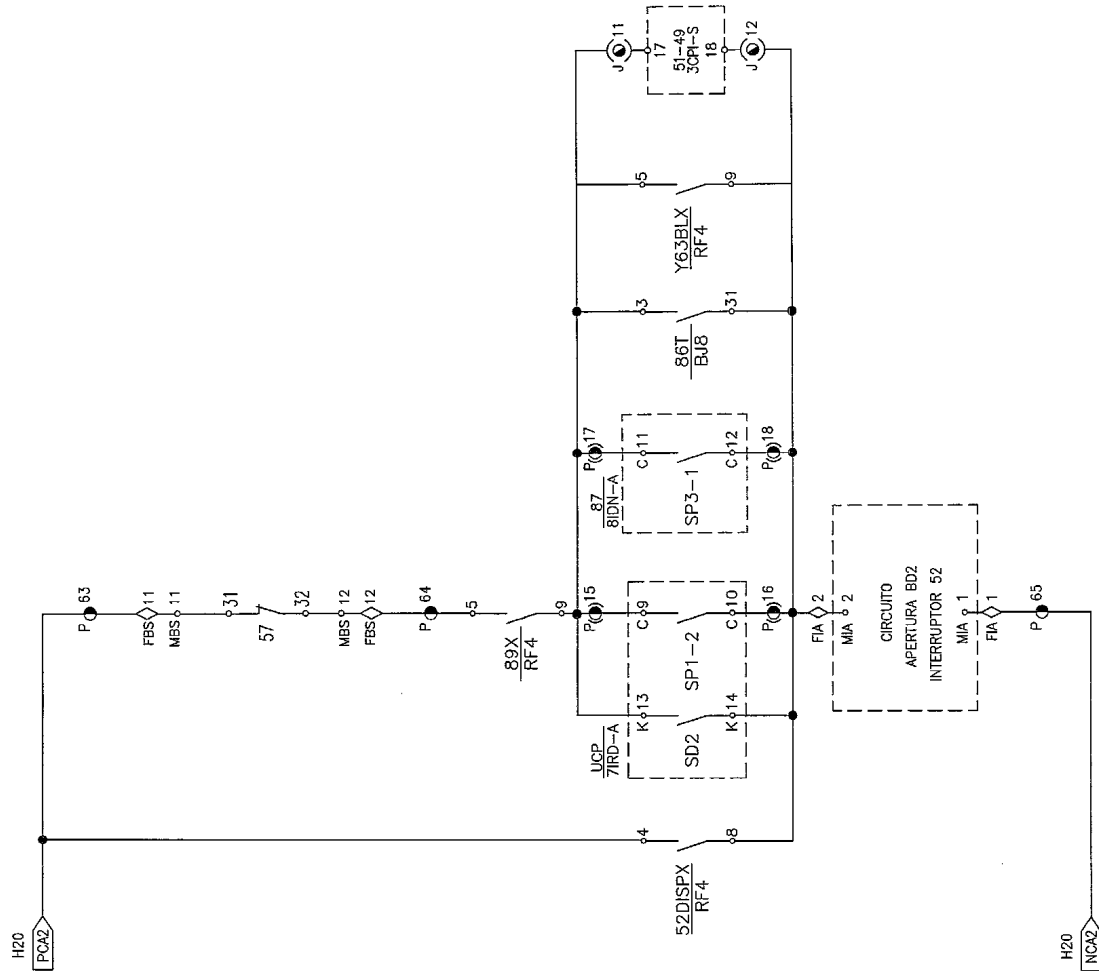 H20
PCA2
P 63
FBS 11
MBS 11
31
57
32
MBS 12
FBS 12
P 64
5
89X
RF4
9
52DISPX
RF4
4
8
UCP
7IRD-A
K 13
SD2
K 14
P 15
C 9
SP1-2
C 10
P 16
87
8IDN-A
P 17
C 11
SP3-1
C 12
P 18
86T
BJ8
3
31
Y63BLX
RF4
5
9
J 11
17
51-49
3CPI-S
18
J 12
FIA 2
MIA 2
CIRCUITO
APERTURA BD2
INTERRUPTOR 52
MIA 1
FIA 1
P 65
H20
NCA2